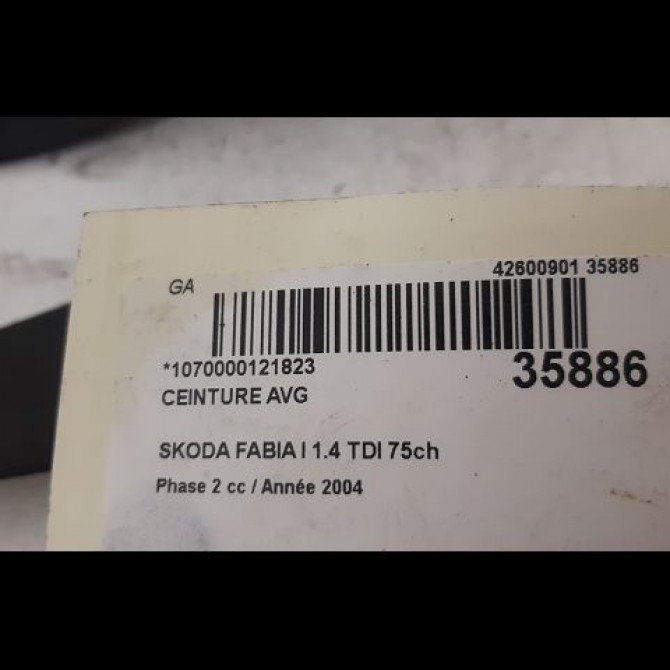 GA
42600901 35886
*1070000121823
35886
CEINTURE AVG
SKODA FABIA I 1.4 TDI 75ch
Phase 2 cc / Année 2004